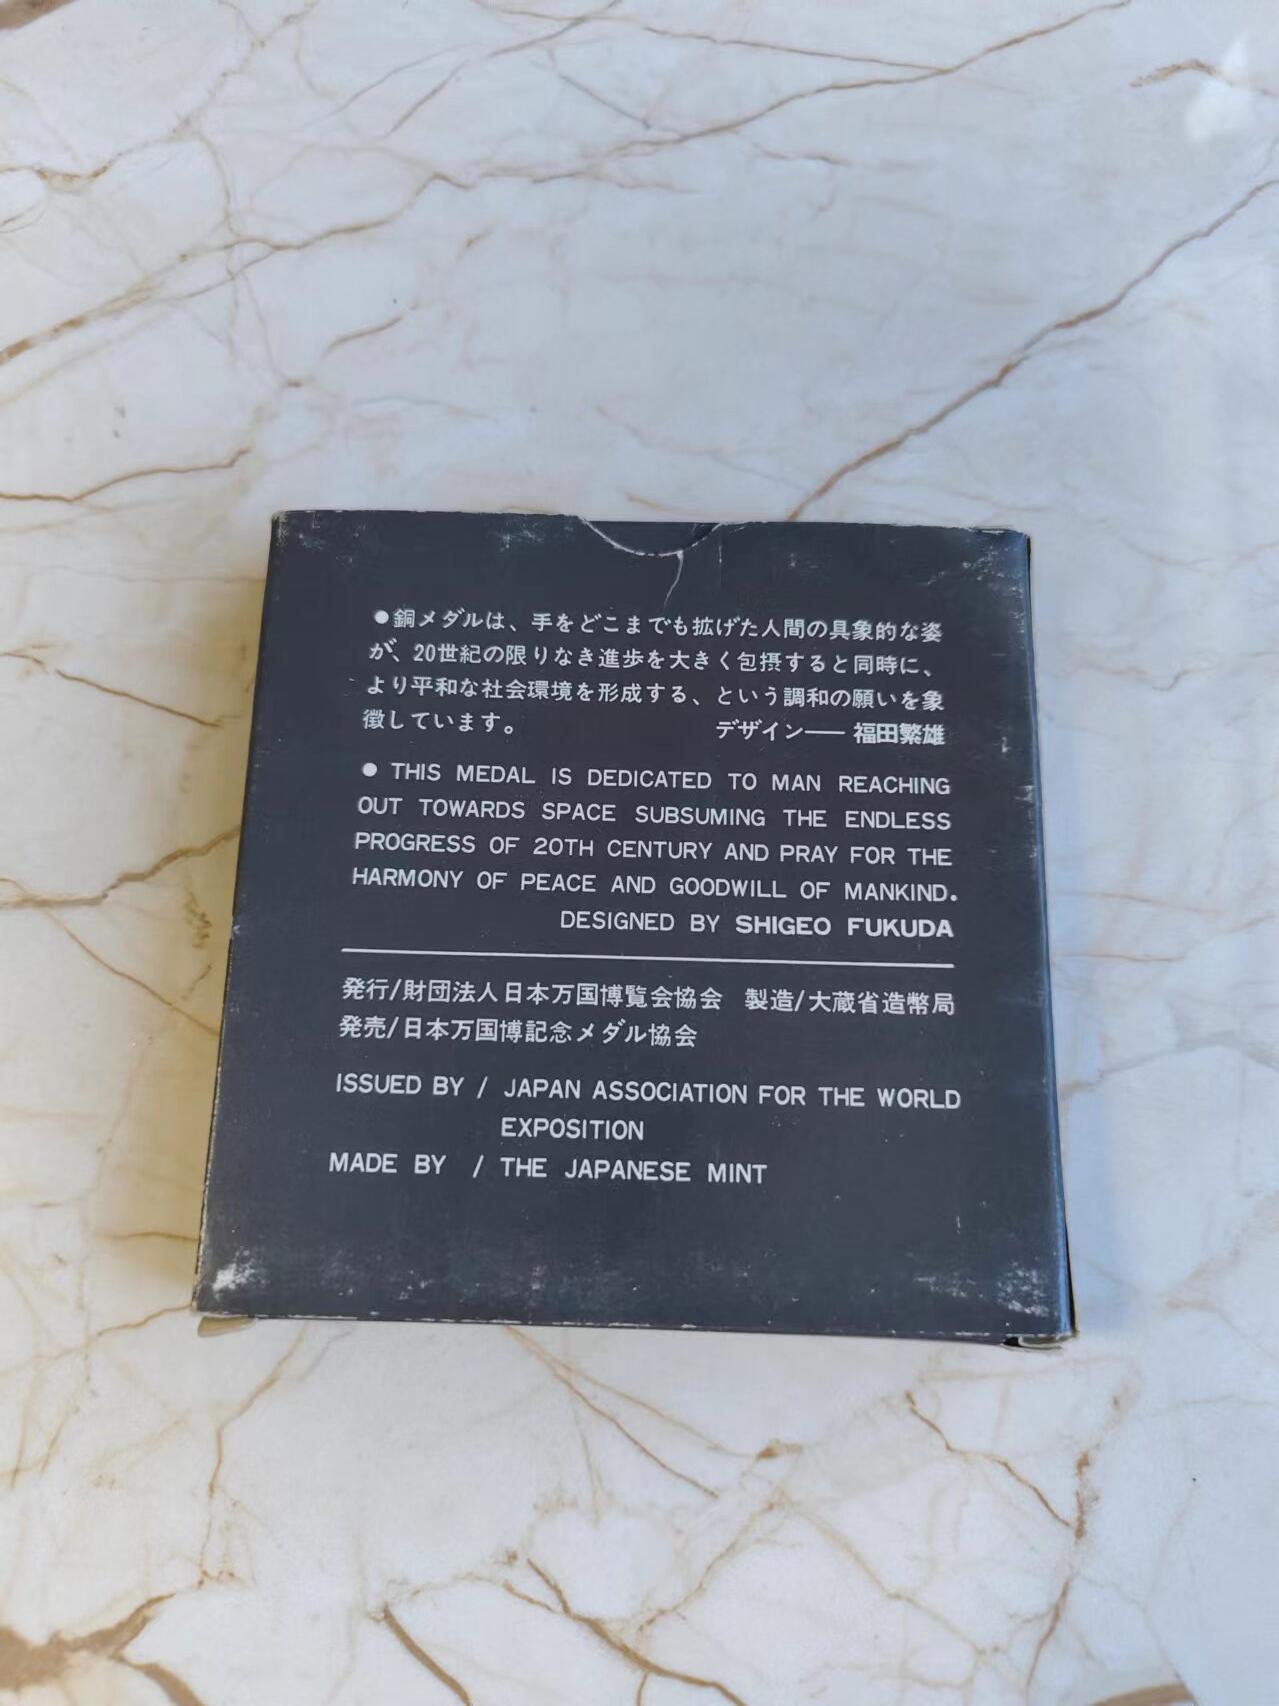 ●銅メダルは、手をどこまでも拡げた人間の具象的な姿
が、20世紀の限りなき進歩を大きく包摂すると同時に、
より平和な社会環境を形成する、という調和の願いを象
徴しています。 デザイン── 福田繁雄
● THIS MEDAL IS DEDICATED TO MAN REACHING
OUT TOWARDS SPACE SUBSUMING THE ENDLESS
PROGRESS OF 20TH CENTURY AND PRAY FOR THE
HARMONY OF PEACE AND GOODWILL OF MANKIND.
DESIGNED BY SHIGEO FUKUDA
発行/財団法人日本万国博覧会協会 製造/大蔵省造幣局
発売/日本万国博記念メダル協会
ISSUED BY / JAPAN ASSOCIATION FOR THE WORLD
EXPOSITION
MADE BY / THE JAPANESE MINT